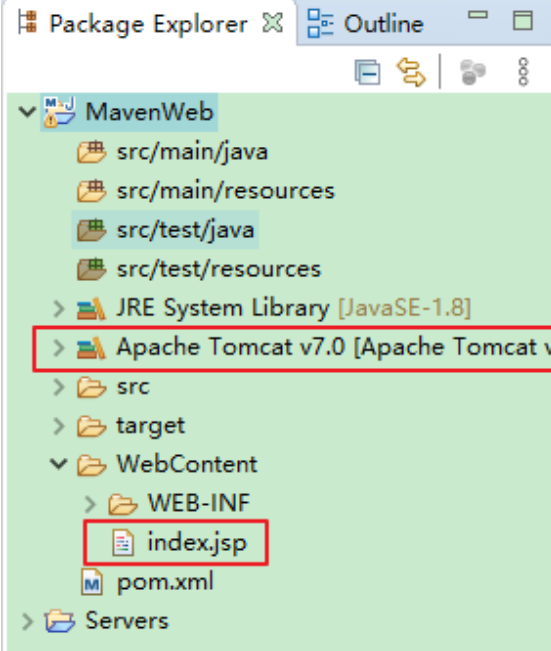 Package Explorer Outline
MavenWeb
src/main/java
src/main/resources
src/test/java
src/test/resources
JRE System Library [JavaSE-1.8]
Apache Tomcat v7.0 [Apache Tomcat v
src
target
WebContent
WEB-INF
index.jsp
pom.xml
Servers